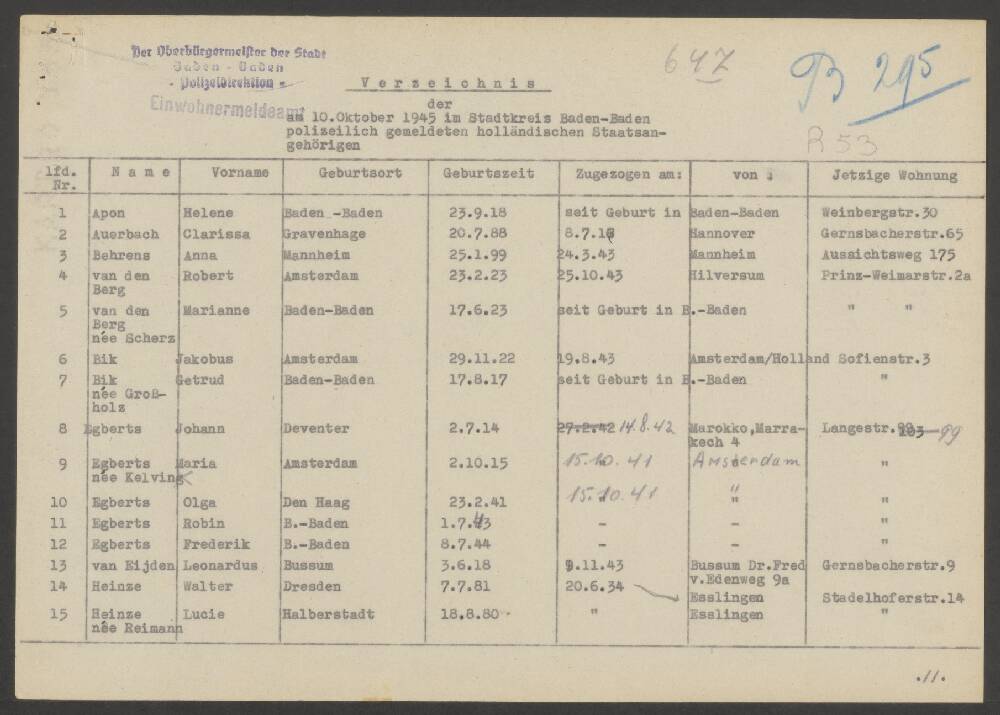 Der Oberbürgermeister der Stadt
Baden - Baden
- Polizeidirektion -
Einwohnermeldeamt
647
B 295
R 53
Verzeichnis
der
am 10.Oktober 1945 im Stadtkreis Baden-Baden
polizeilich gemeldeten holländischen Staatsan-
gehörigen
lfd. Nr. Name Vorname Geburtsort Geburtszeit Zugezogen am: von : Jetzige Wohnung
1 Apon Helene Baden -Baden 23.9.18 seit Geburt in Baden-Baden Weinbergstr.30
2 Auerbach Clarissa Gravenhage 20.7.88 8.7.18 Hannover Gernsbacherstr.65
3 Behrens Anna Mannheim 25.1.99 24.3.43 Mannheim Aussichtsweg 175
4 van den Robert Amsterdam 23.2.23 25.10.43 Hilversum Prinz-Weimarstr.2a
Berg
5 van den Marianne Baden-Baden 17.6.23 seit Geburt in B.-Baden " "
Berg
née Scherz
6 Bik Jakobus Amsterdam 29.11.22 19.8.43 Amsterdam/Holland Sofienstr.3
7 Bik Getrud Baden-Baden 17.8.17 seit Geburt in B.-Baden "
née Groß-
holz
8 Egberts Johann Deventer 2.7.14 27.2.42 14.8.42 Marokko,Marra- Langestr. 103 99
kech 4
9 Egberts Maria Amsterdam 2.10.15 15.10.41 Amsterdam "
née Kelving
10 Egberts Olga Den Haag 23.2.41 15.10.41 " "
11 Egberts Robin B.-Baden 1.7.43 - - "
12 Egberts Frederik B.-Baden 8.7.44 - - "
13 van Eijden Leonardus Bussum 3.6.18 9.11.43 Bussum Dr.Fred Gernsbacherstr.9
v.Edenweg 9a
14 Heinze Walter Dresden 7.7.81 20.6.34 Esslingen Stadelhoferstr.14
15 Heinze Lucie Halberstadt 18.8.80 " Esslingen "
née Reimann
.11.